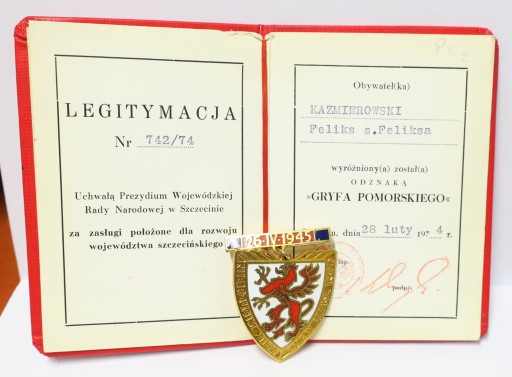 LEGITYMACJA
Nr 742/74
Uchwałą Prezydium Wojewódzkiej
Rady Narodowej w Szczecinie
za zasługi położone dla rozwoju
województwa szczecińskiego
Obywatel(ka)
KAZMIEROWSKI
Feliks s.Feliksa
wyróżniony(a) został(a)
ODZNAKĄ
»GRYFA POMORSKIEGO«
dnia 28 luty 1974 r.
podpis
26·IV·1945